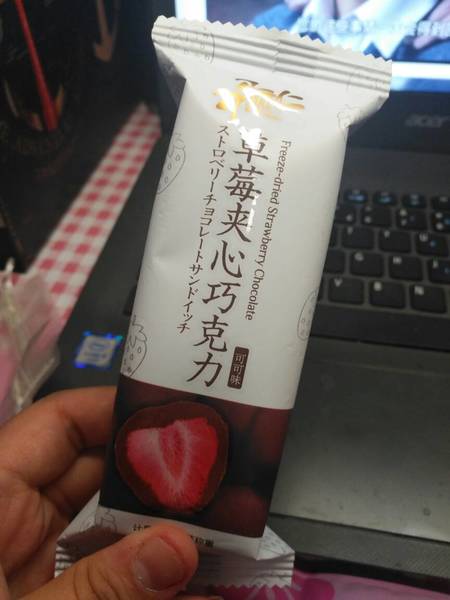 草莓夹心巧克力
ストロベリーチョコレートサンドイッチ
Freeze-dried Strawberry Chocolate
可可味
acer